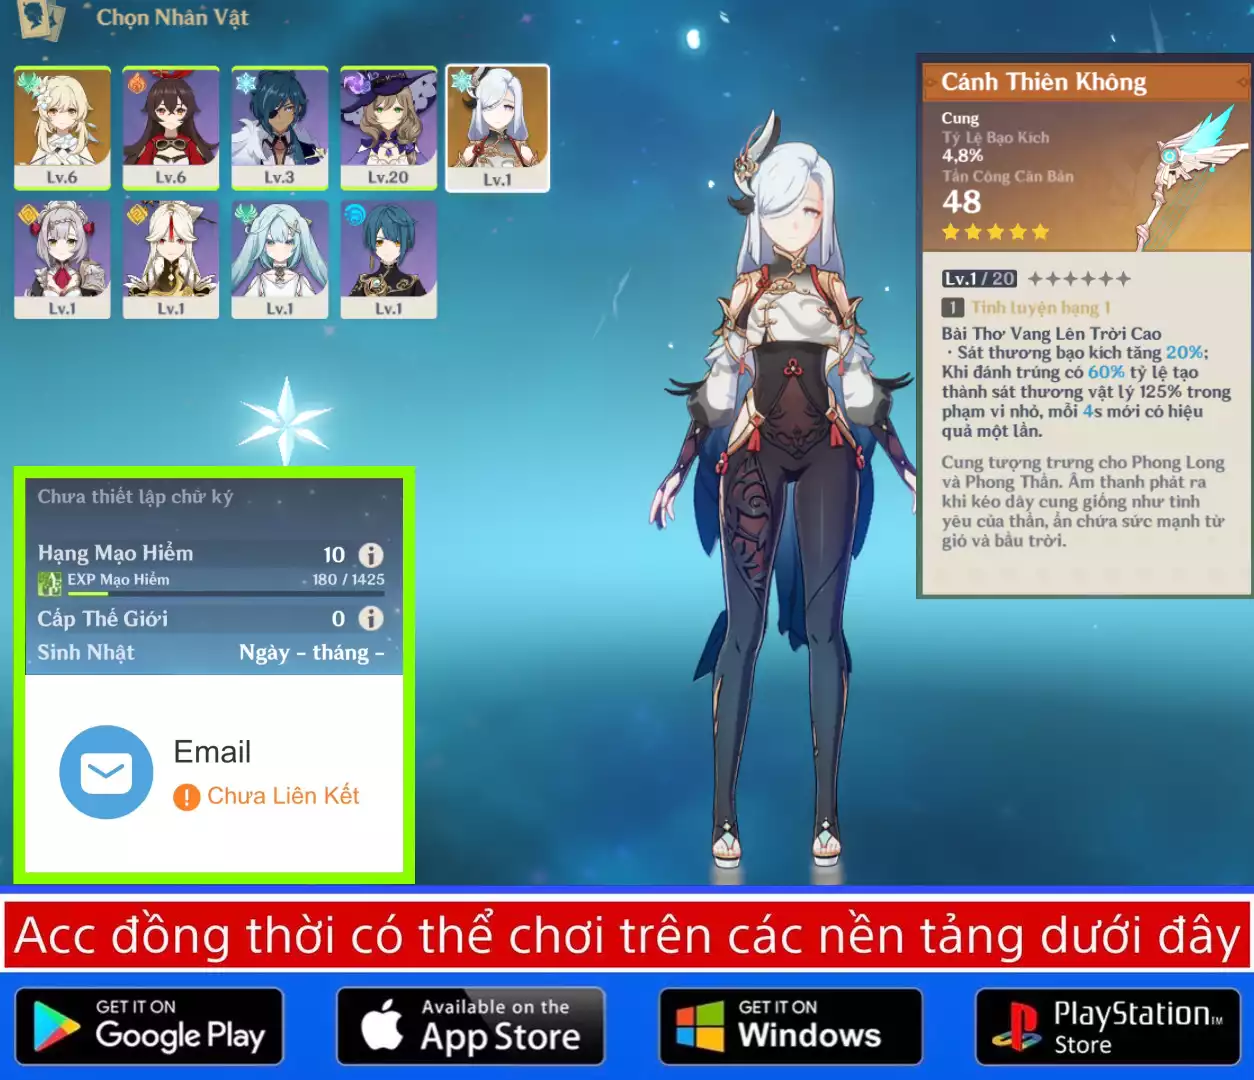 Chọn Nhân Vật
Lv.6
Lv.6
Lv.3
Lv.20
Lv.1
Lv.1
Lv.1
Lv.1
Lv.1
Cánh Thiên Không
Cung
Tỷ Lệ Bạo Kích
4,8%
Tấn Công Căn Bản
48
Lv.1 / 20
1 Tinh luyện hạng 1
Bài Thơ Vang Lên Trời Cao
· Sát thương bạo kích tăng 20%;
Khi đánh trúng có 60% tỷ lệ tạo
thành sát thương vật lý 125% trong
phạm vi nhỏ, mỗi 4s mới có hiệu
quả một lần.
Cung tượng trưng cho Phong Long
và Phong Thần. Âm thanh phát ra
khi kéo dây cung giống như tình
yêu của thần, ẩn chứa sức mạnh từ
gió và bầu trời.
Chưa thiết lập chữ ký
Hạng Mạo Hiểm 10
EXP Mạo Hiểm 180 / 1425
Cấp Thế Giới 0
Sinh Nhật Ngày - tháng -
Email
Chưa Liên Kết
Acc đồng thời có thể chơi trên các nền tảng dưới đây
GET IT ON
Google Play
Available on the
App Store
GET IT ON
Windows
PlayStation™
Store